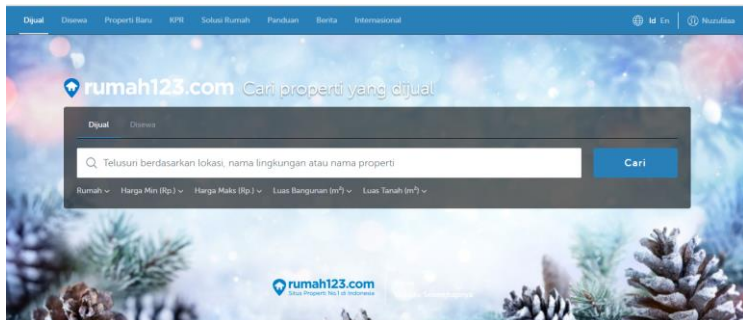 Dijual Disewa Properti Baru KPR Solusi Rumah Panduan Berita Internasional Id En
rumah123.com Cari properti yang dijual
Dijual Disewa
Telusuri berdasarkan lokasi, nama lingkungan atau nama properti Cari
Rumah Harga Min (Rp.) Harga Maks (Rp.) Luas Bangunan (m²) Luas Tanah (m²)
rumah123.com
Situs Properti No.1 di Indonesia